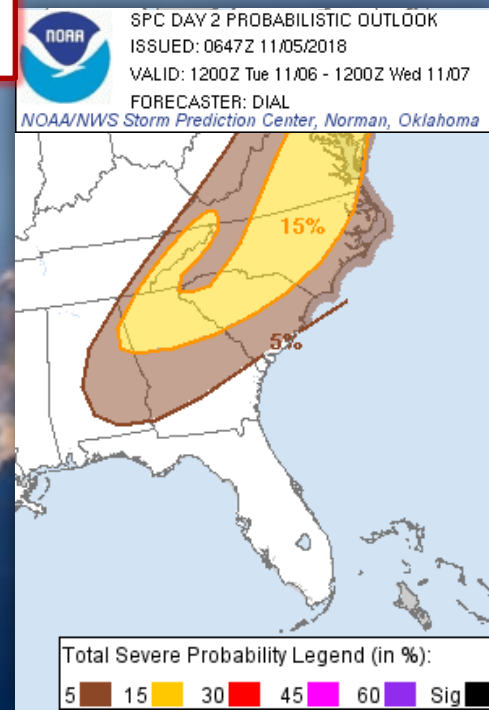 NOAA
SPC DAY 2 PROBABILISTIC OUTLOOK
ISSUED: 0647Z 11/05/2018
VALID: 1200Z Tue 11/06 - 1200Z Wed 11/07
FORECASTER: DIAL
NOAA/NWS Storm Prediction Center, Norman, Oklahoma
15%
5%
Total Severe Probability Legend (in %):
5 15 30 45 60 Sig